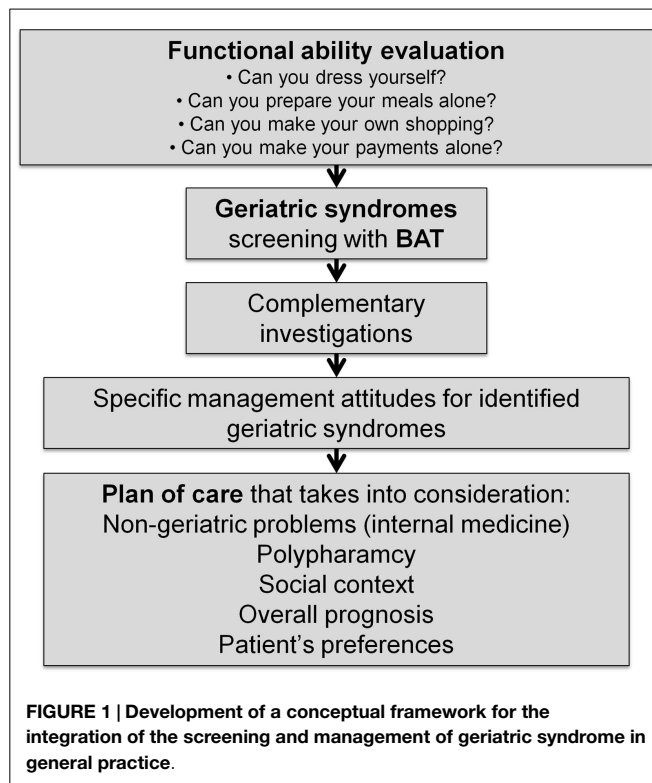 Functional ability evaluation
• Can you dress yourself?
• Can you prepare your meals alone?
• Can you make your own shopping?
• Can you make your payments alone?
Geriatric syndromes
screening with BAT
Complementary
investigations
Specific management attitudes for identified
geriatric syndromes
Plan of care that takes into consideration:
Non-geriatric problems (internal medicine)
Polypharamcy
Social context
Overall prognosis
Patient's preferences
FIGURE 1 | Development of a conceptual framework for the
integration of the screening and management of geriatric syndrome in
general practice.